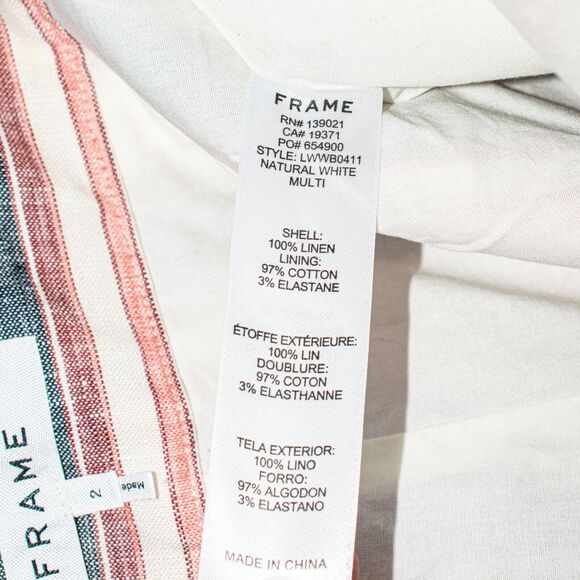 FRAME
RN# 139021
CA# 19371
PO# 654900
STYLE: LWWB0411
NATURAL WHITE
MULTI
SHELL:
100% LINEN
LINING:
97% COTTON
3% ELASTANE
ÉTOFFE EXTÉRIEURE:
100% LIN
DOUBLURE:
97% COTON
3% ELASTHANNE
TELA EXTERIOR:
100% LINO
FORRO:
97% ALGODON
3% ELASTANO
MADE IN CHINA
FRAME
2
Made